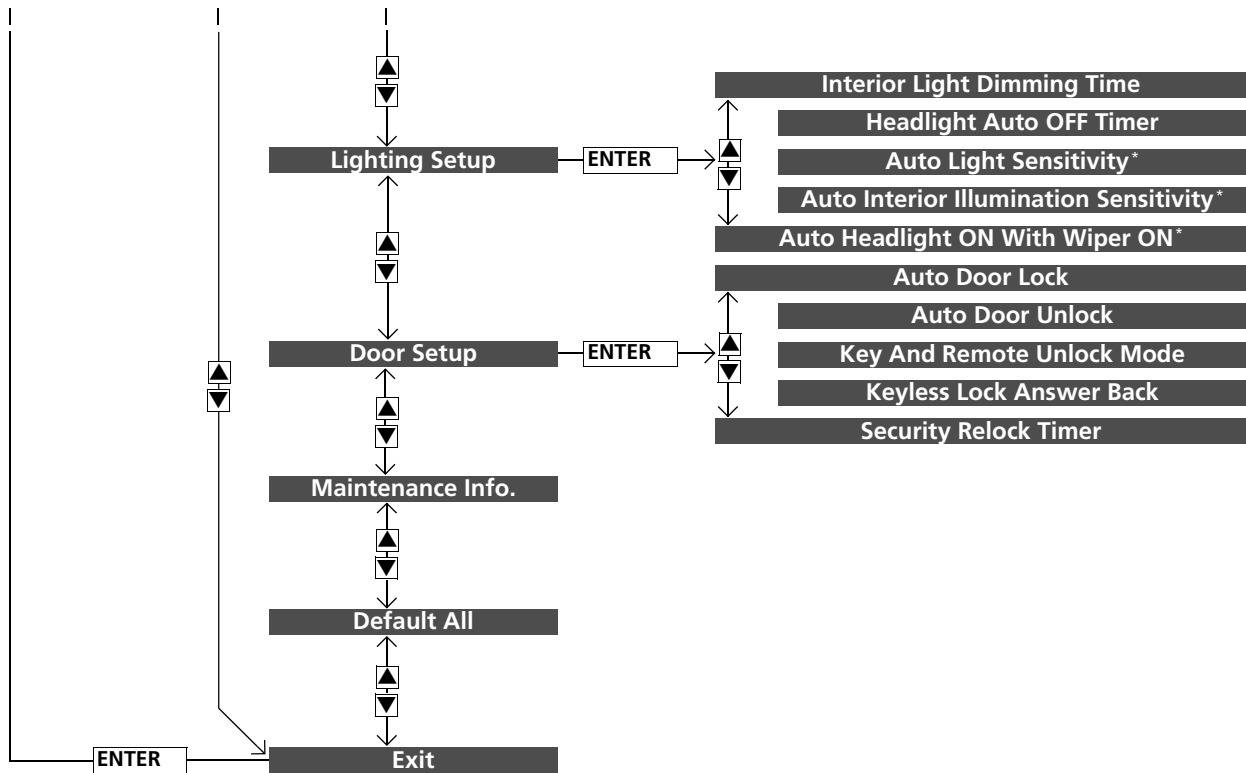 Interior Light Dimming Time
Headlight Auto OFF Timer
Lighting Setup
ENTER
Auto Light Sensitivity*
Auto Interior Illumination Sensitivity*
Auto Headlight ON With Wiper ON*
Auto Door Lock
Auto Door Unlock
Door Setup
ENTER
Key And Remote Unlock Mode
Keyless Lock Answer Back
Security Relock Timer
Maintenance Info.
Default All
ENTER
Exit